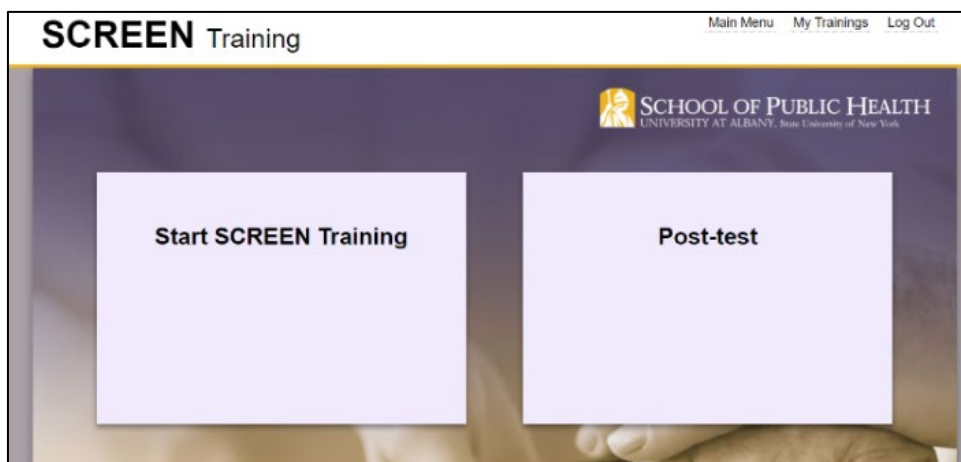 SCREEN Training
Main Menu My Trainings Log Out
SCHOOL OF PUBLIC HEALTH
UNIVERSITY AT ALBANY, State University of New York
Start SCREEN Training
Post-test